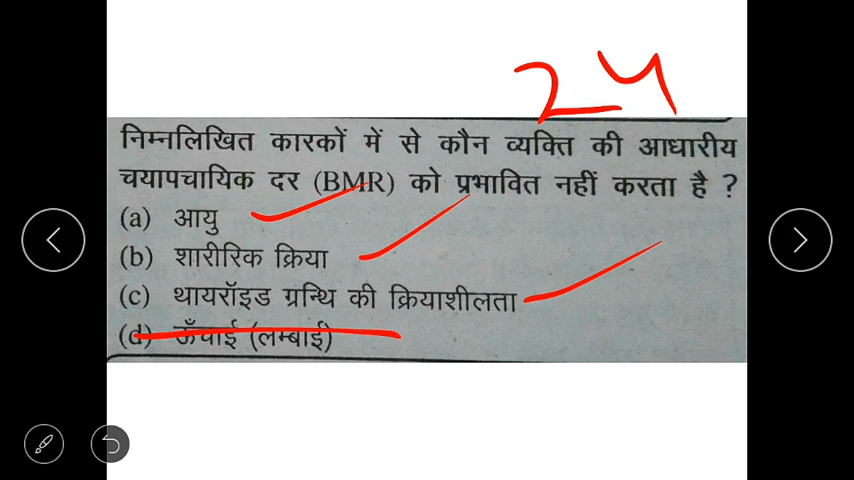 24
निम्नलिखित कारकों में से कौन व्यक्ति की आधारीय
चयापचायिक दर (BMR) को प्रभावित नहीं करता है ?
(a) आयु
(b) शारीरिक क्रिया
(c) थायरॉइड ग्रन्थि की क्रियाशीलता
(d) ऊँचाई (लम्बाई)